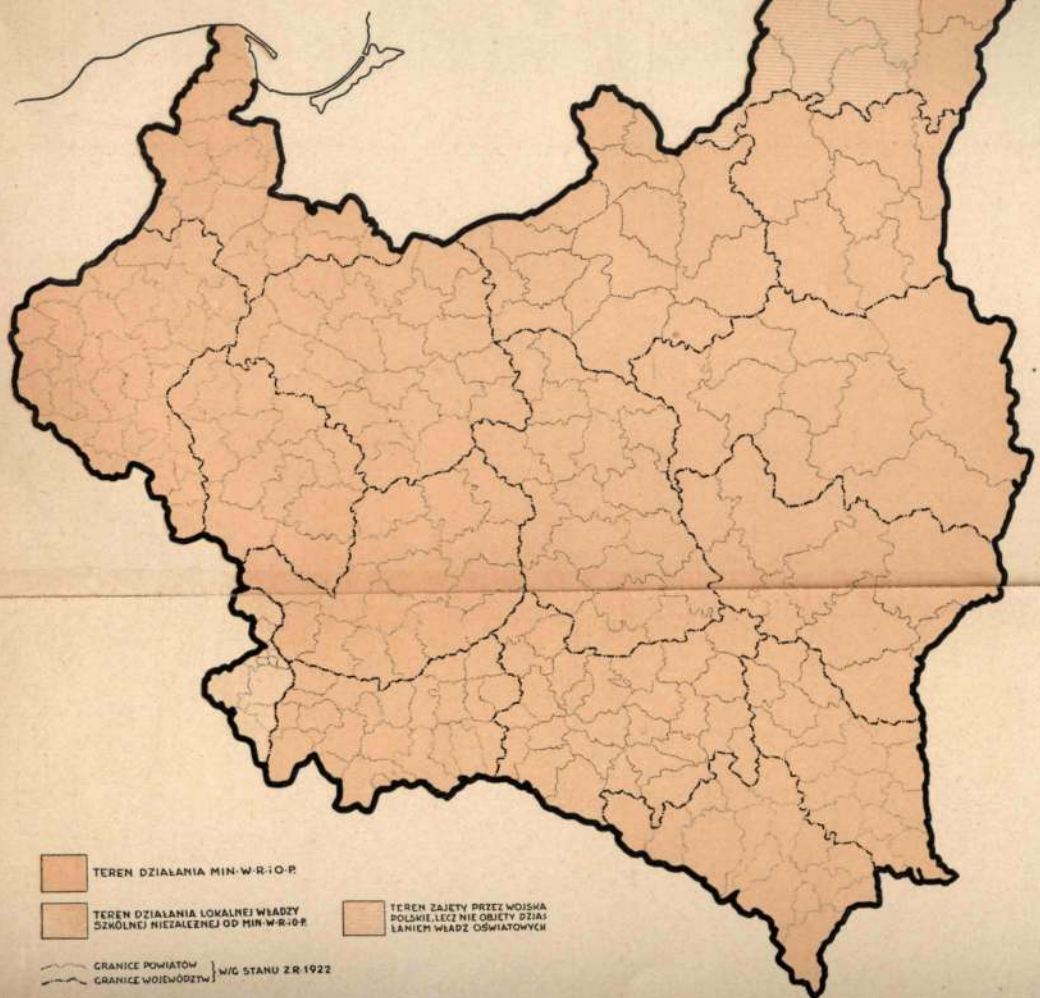 TEREN DZIAŁANIA MIN·W·R·i O·P.
TEREN DZIAŁANIA LOKALNEJ WŁADZY
SZKOLNEJ NIEZALEŻNEJ OD MIN·W·R·i O·P.
TEREN ZAJĘTY PRZEZ WOJSKA
POLSKIE, LECZ NIE OBJĘTY DZIAŁ
ŁANIEM WŁADZ OŚWIATOWYCH
GRANICE POWIATÓW
GRANICE WOJEWÓDZTW } W/G STANU Z R·1922